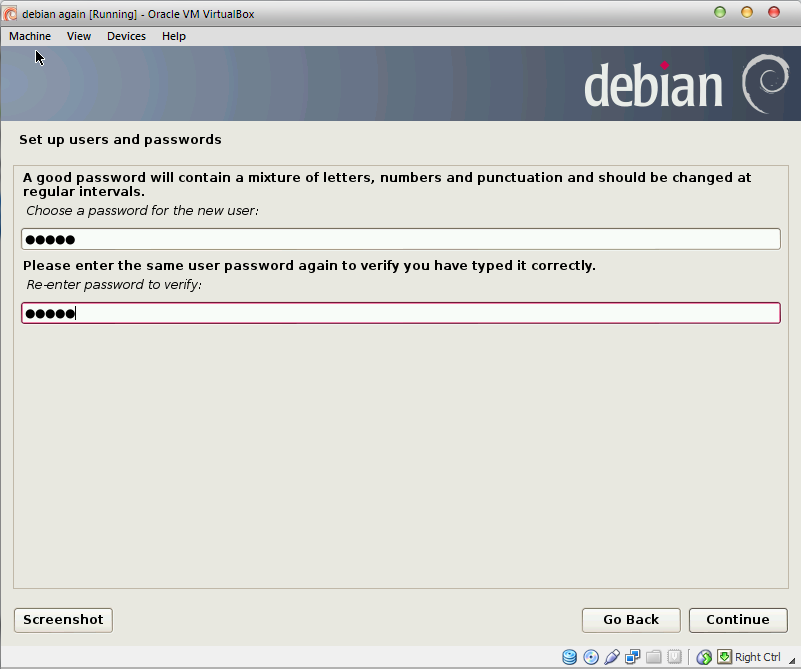 debian again [Running] - Oracle VM VirtualBox
Machine View Devices Help
debian
Set up users and passwords
A good password will contain a mixture of letters, numbers and punctuation and should be changed at
regular intervals.
Choose a password for the new user:
●●●●●
Please enter the same user password again to verify you have typed it correctly.
Re-enter password to verify:
●●●●●
Screenshot Go Back Continue
Right Ctrl